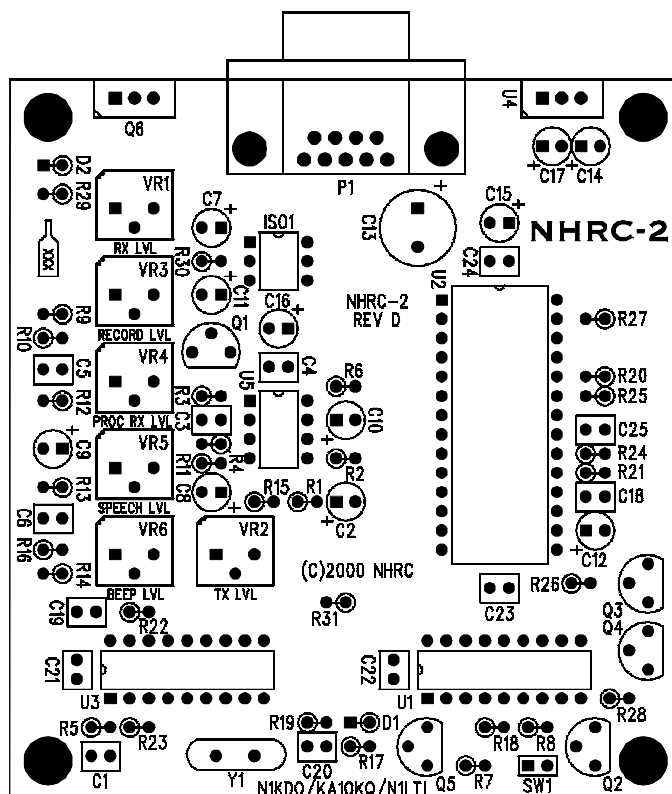 Q6
U4
P1
D2
R29
VR1
RX LVL
C7
ISO1
R30
C13
C15
C17
C14
NHRC-2
C24
XXX
VR3
RECORD LVL
C11
C16
Q1
NHRC-2
REV D
U2
R9
R10
C5
VR4
PROC RX LVL
R12
R3
C3
U5
C4
R6
C10
R27
R20
R25
C25
R24
R21
C18
C12
C9
VR5
SPEECH LVL
R4
R11
C8
R15
R1
R2
C2
R13
C6
R16
R14
VR6
BEEP LVL
VR2
TX LVL
(C)2000 NHRC
R31
R26
C23
Q3
Q4
C19
R22
C21
U3
C22
U1
R28
R5
R23
C1
Y1
R19
D1
C20
R17
Q5
R7
R18
R8
SW1
Q2
N1KDO/KA1OKQ/N1LTL